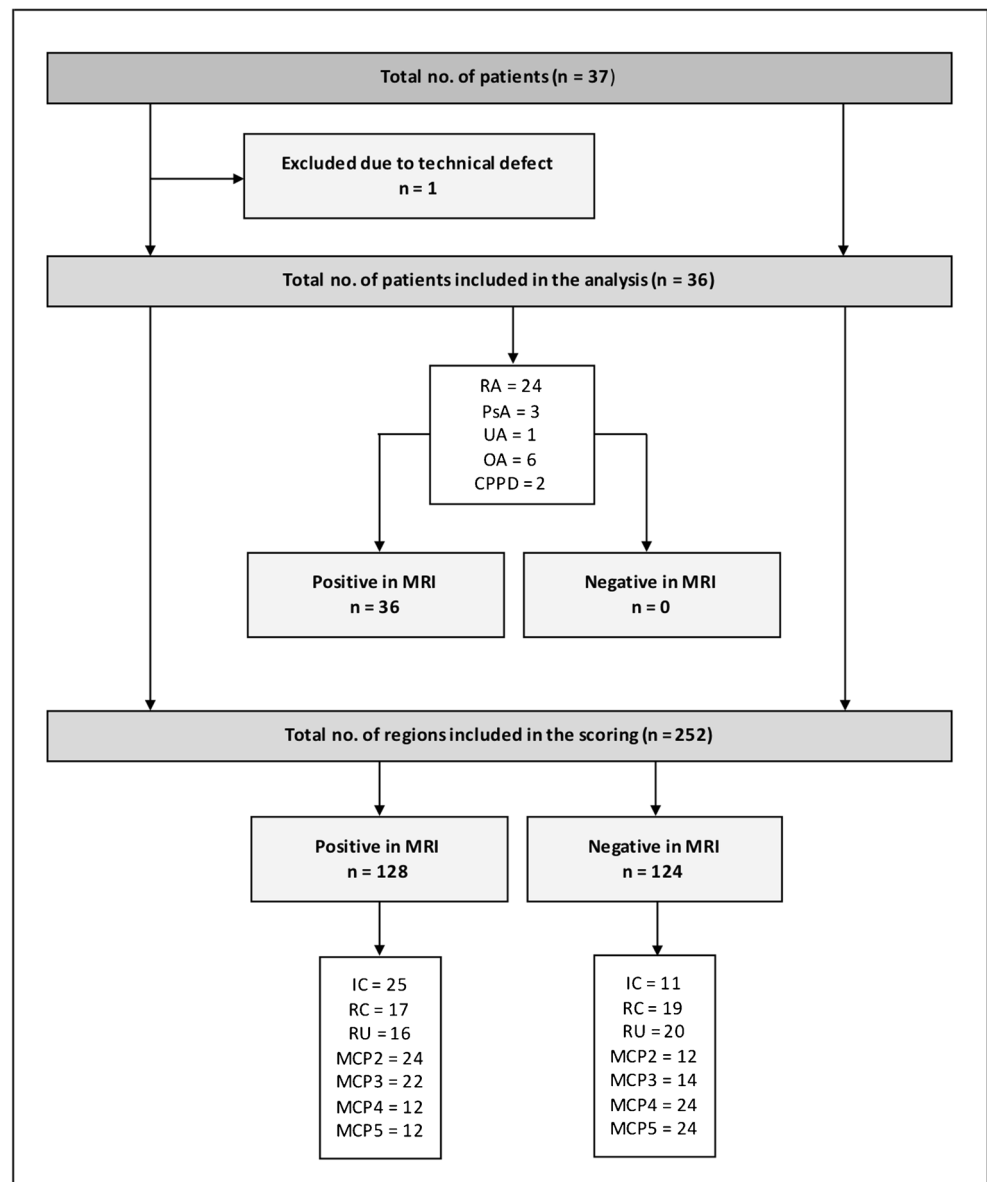 Total no. of patients (n = 37)
Excluded due to technical defect
n = 1
Total no. of patients included in the analysis (n = 36)
RA = 24
PsA = 3
UA = 1
OA = 6
CPPD = 2
Positive in MRI
n = 36
Negative in MRI
n = 0
Total no. of regions included in the scoring (n = 252)
Positive in MRI
n = 128
Negative in MRI
n = 124
IC = 25
RC = 17
RU = 16
MCP2 = 24
MCP3 = 22
MCP4 = 12
MCP5 = 12
IC = 11
RC = 19
RU = 20
MCP2 = 12
MCP3 = 14
MCP4 = 24
MCP5 = 24